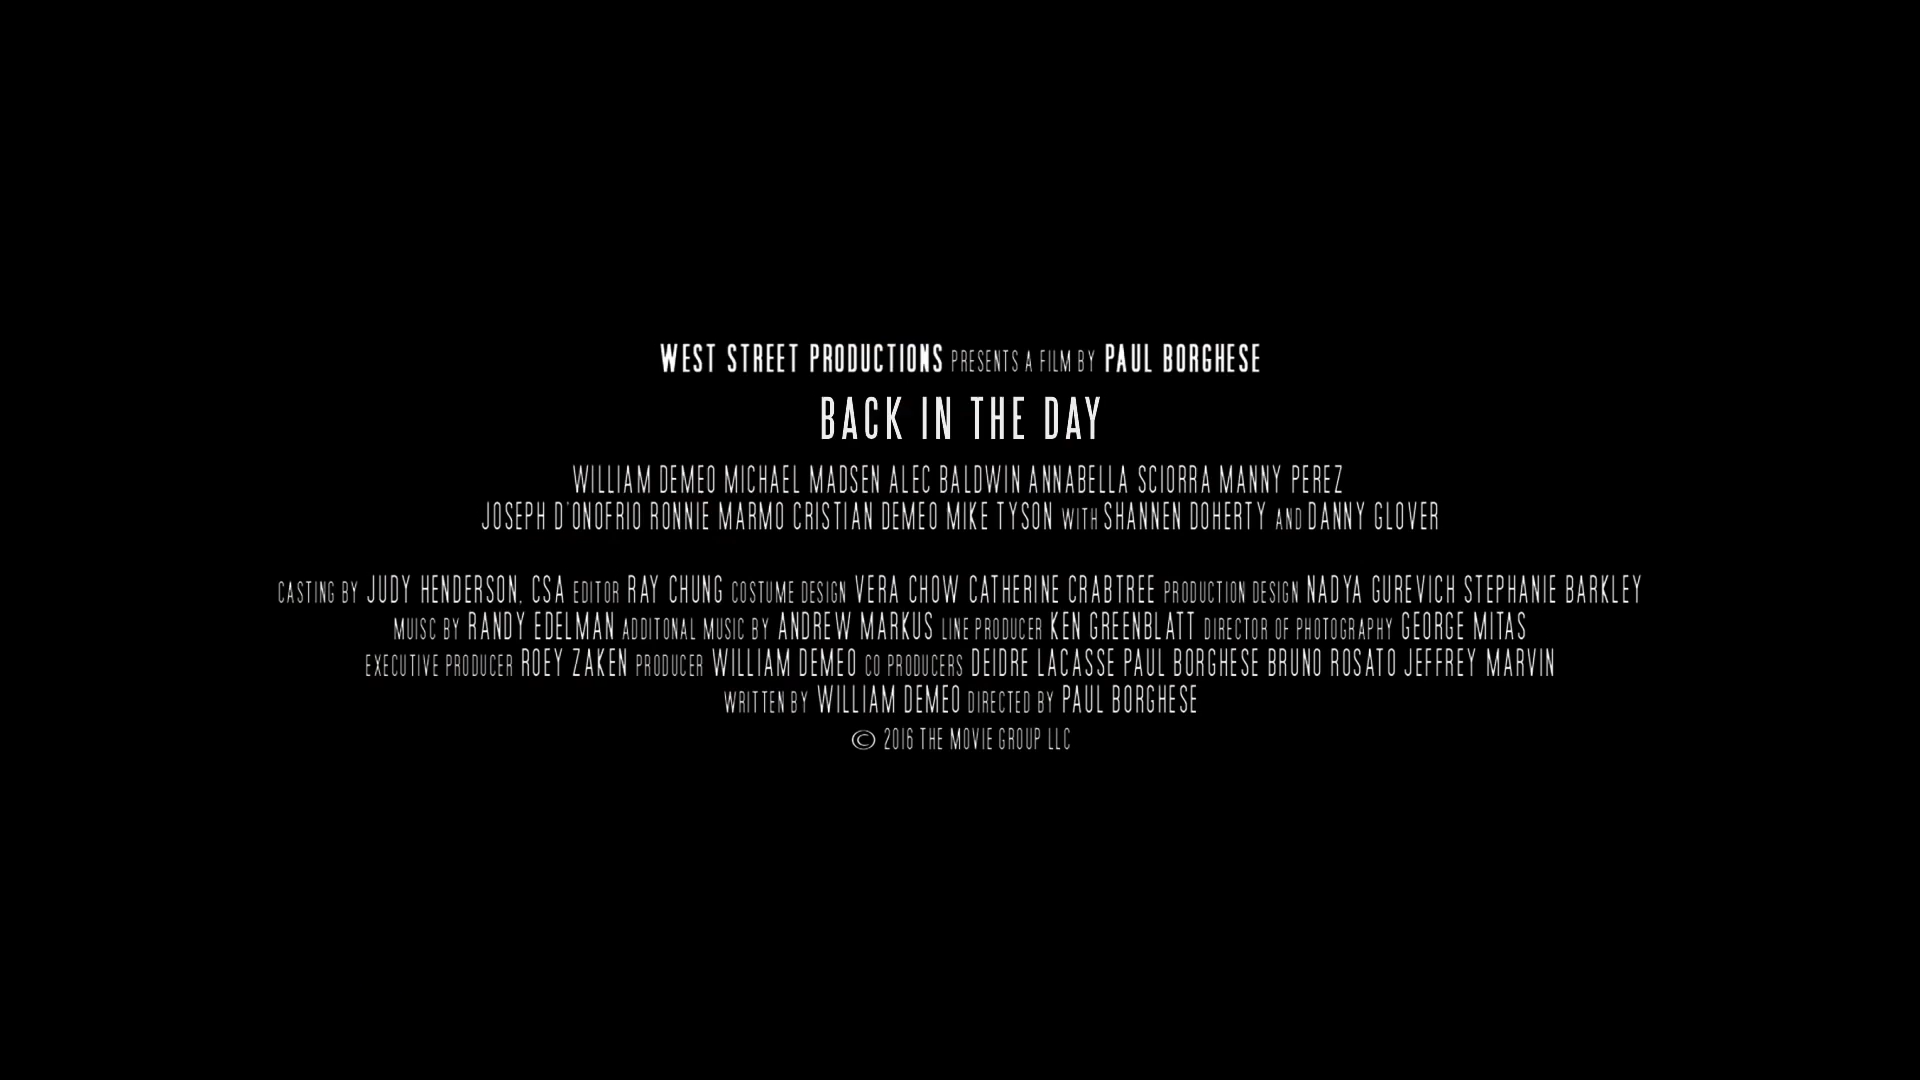 WEST STREET PRODUCTIONS PRESENTS A FILM BY PAUL BORGHESE
BACK IN THE DAY
WILLIAM DEMEO MICHAEL MADSEN ALEC BALDWIN ANNABELLA SCIORRA MANNY PEREZ
JOSEPH D'ONOFRIO RONNIE MARMO CRISTIAN DEMEO MIKE TYSON WITH SHANNEN DOHERTY AND DANNY GLOVER
CASTING BY JUDY HENDERSON, CSA EDITOR RAY CHUNG COSTUME DESIGN VERA CHOW CATHERINE CRABTREE PRODUCTION DESIGN NADYA GUREVICH STEPHANIE BARKLEY
MUISC BY RANDY EDELMAN ADDITONAL MUSIC BY ANDREW MARKUS LINE PRODUCER KEN GREENBLATT DIRECTOR OF PHOTOGRAPHY GEORGE MITAS
EXECUTIVE PRODUCER ROEY ZAKEN PRODUCER WILLIAM DEMEO CO PRODUCERS DEIDRE LACASSE PAUL BORGHESE BRUNO ROSATO JEFFREY MARVIN
WRITTEN BY WILLIAM DEMEO DIRECTED BY PAUL BORGHESE
© 2016 THE MOVIE GROUP LLC